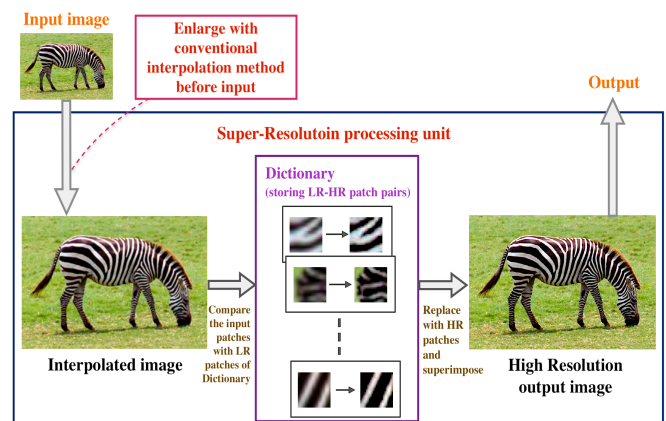 Input image
Enlarge with
conventional
interpolation method
before input
Output
Super-Resolutoin processing unit
Dictionary
(storing LR-HR patch pairs)
Compare
the input
patches
with LR
patches of
Dictionary
Replace
with HR
patches
and
superimpose
Interpolated image
High Resolution
output image